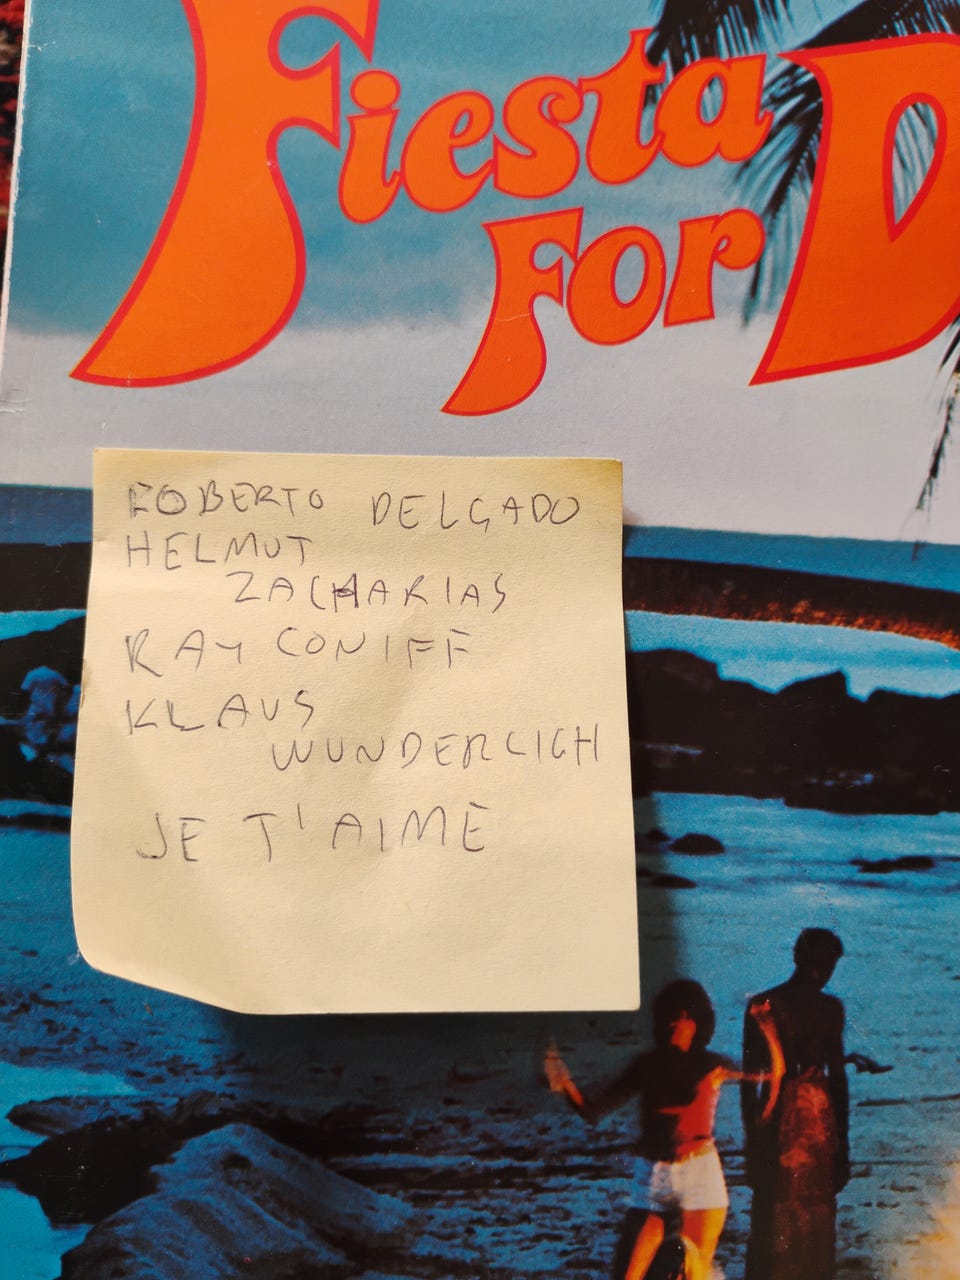 Fiesta
For D
ROBERTO DELGADO
HELMUT
ZACHARIAS
RAY CONIFF
KLAUS
WUNDERLICH
JE T'AIME